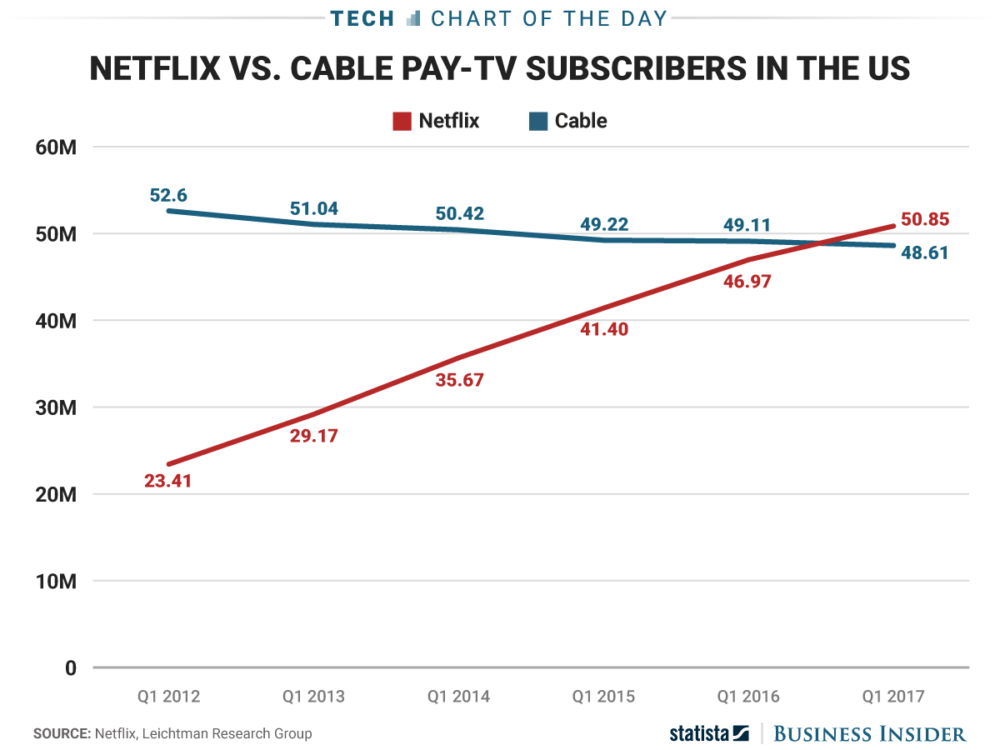 TECH CHART OF THE DAY
NETFLIX VS. CABLE PAY-TV SUBSCRIBERS IN THE US
Netflix Cable
60M
52.6
51.04
50.42
49.22
49.11
50.85
50M
48.61
46.97
41.40
40M
35.67
30M
29.17
23.41
20M
10M
0
Q1 2012 Q1 2013 Q1 2014 Q1 2015 Q1 2016 Q1 2017
SOURCE: Netflix, Leichtman Research Group
statista BUSINESS INSIDER